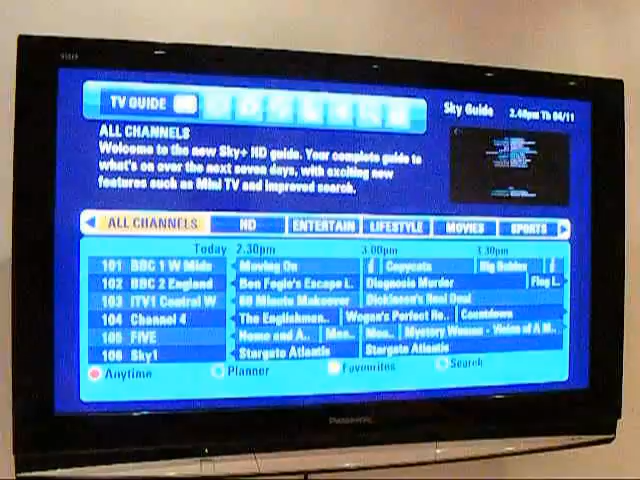 TV GUIDE
Sky Guide 2.48pm Th 04/11
ALL CHANNELS
Welcome to the new Sky+ HD guide. Your complete guide to
what's on over the next seven days, with exciting new
features such as Mini TV and improved search.
ALL CHANNELS HD ENTERTAIN LIFESTYLE MOVIES SPORTS
Today 2.30pm 3.00pm 3.30pm
101 BBC 1 W Mids Moving On Copycats
102 BBC 2 England Ben Fogle's Escape i.. Diagnosis Murder Flog I..
103 ITV1 Central W 60 Minute Makeover Dickinson's Real Deal
104 Channel 4 The Englishman.. Wogan's Perfect Re.. Countdown
105 FIVE Home and A.. Mystery Woman - Vision of A M..
106 Sky1 Stargate Atlantis Stargate Atlantis
Anytime Planner Favourites Search
Panasonic